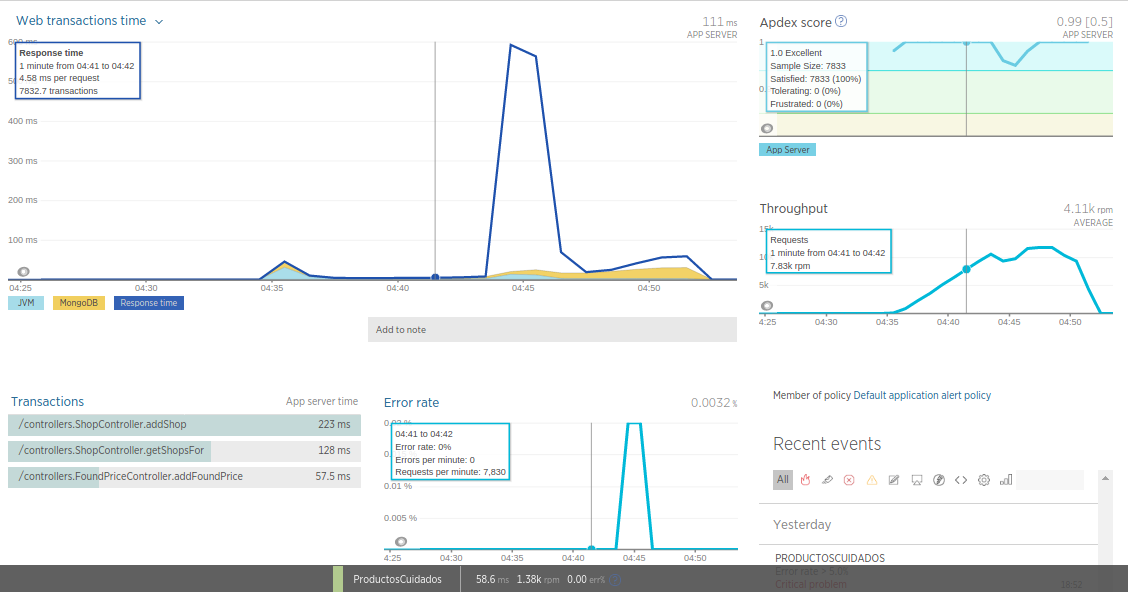 Web transactions time
111 ms
APP SERVER
Response time
1 minute from 04:41 to 04:42
4.58 ms per request
7832.7 transactions
400 ms
300 ms
200 ms
100 ms
04:25
04:30
04:35
04:40
04:45
04:50
JVM
MongoDB
Response time
Add to note
Apdex score ?
0.99 [0.5]
APP SERVER
1
1.0 Excellent
Sample Size: 7833
Satisfied: 7833 (100%)
Tolerating: 0 (0%)
Frustrated: 0 (0%)
App Server
Throughput
4.11k rpm
AVERAGE
Requests
1 minute from 04:41 to 04:42
7.83k rpm
5k
4:25
04:30
04:35
04:40
04:45
04:50
Transactions
App server time
/controllers.ShopController.addShop
223 ms
/controllers.ShopController.getShopsFor
128 ms
/controllers.FoundPriceController.addFoundPrice
57.5 ms
Error rate
0.0032 %
04:41 to 04:42
Error rate: 0%
Errors per minute: 0
Requests per minute: 7,830
0.01 %
0.005 %
4:25
04:30
04:35
04:40
04:45
04:50
Member of policy Default application alert policy
Recent events
All
Yesterday
PRODUCTOSCUIDADOS
Error rate > 5.0%
Critical problem
ProductosCuidados
58.6 ms
1.38k rpm
0.00 err%